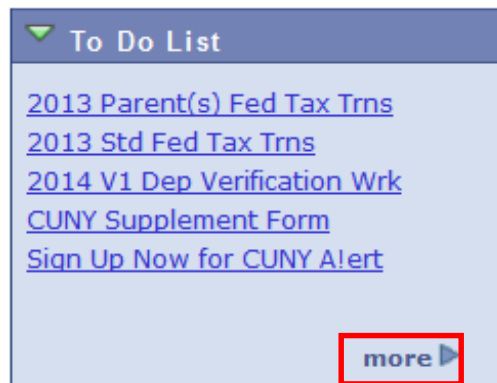 To Do List
2013 Parent(s) Fed Tax Trns
2013 Std Fed Tax Trns
2014 V1 Dep Verification Wrk
CUNY Supplement Form
Sign Up Now for CUNY A!ert
more